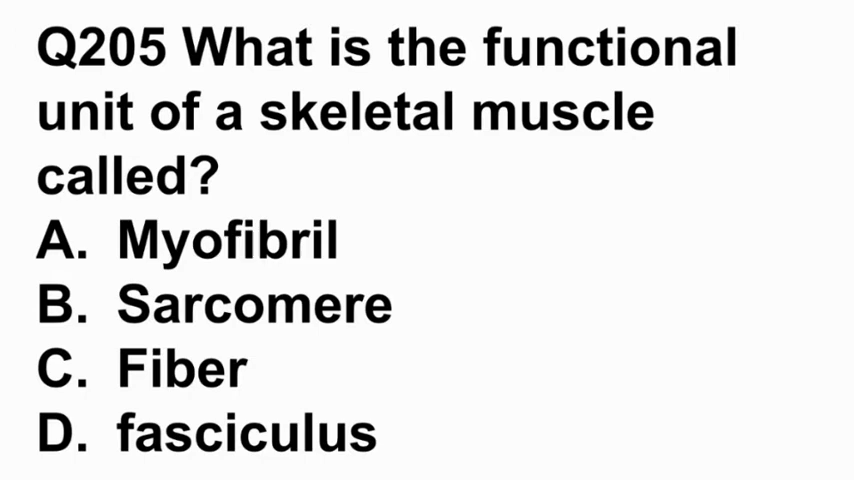 Q205 What is the functional
unit of a skeletal muscle
called?
A. Myofibril
B. Sarcomere
C. Fiber
D. fasciculus